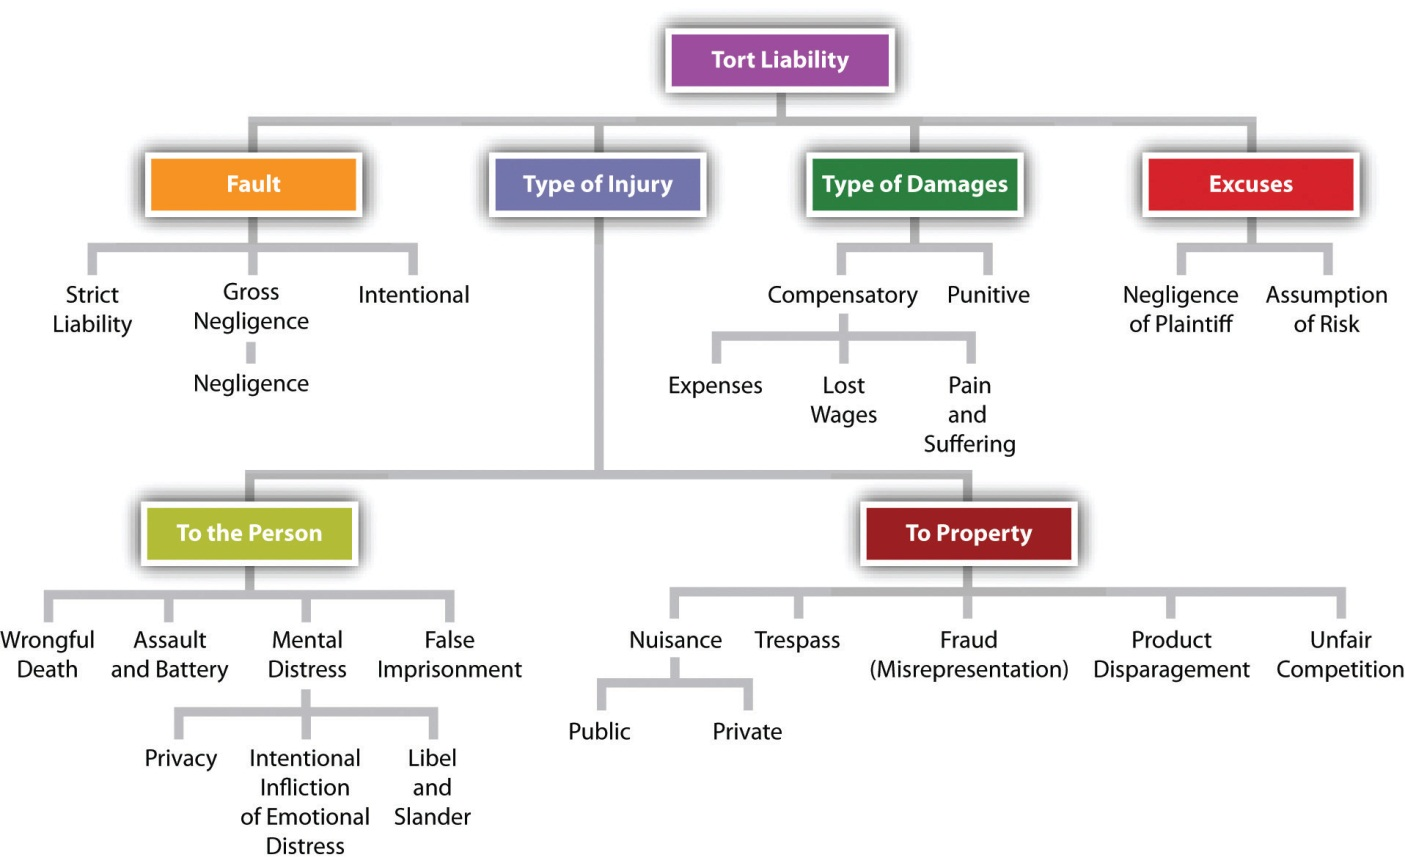 Tort Liability
Fault
Type of Injury
Type of Damages
Excuses
Strict
Liability
Gross
Negligence
Intentional
Negligence
Compensatory
Punitive
Expenses
Lost
Wages
Pain
and
Suffering
Negligence
of Plaintiff
Assumption
of Risk
To the Person
To Property
Wrongful
Death
Assault
and Battery
Mental
Distress
False
Imprisonment
Privacy
Intentional
Infliction
of Emotional
Distress
Libel
and
Slander
Nuisance
Trespass
Fraud
(Misrepresentation)
Product
Disparagement
Unfair
Competition
Public
Private